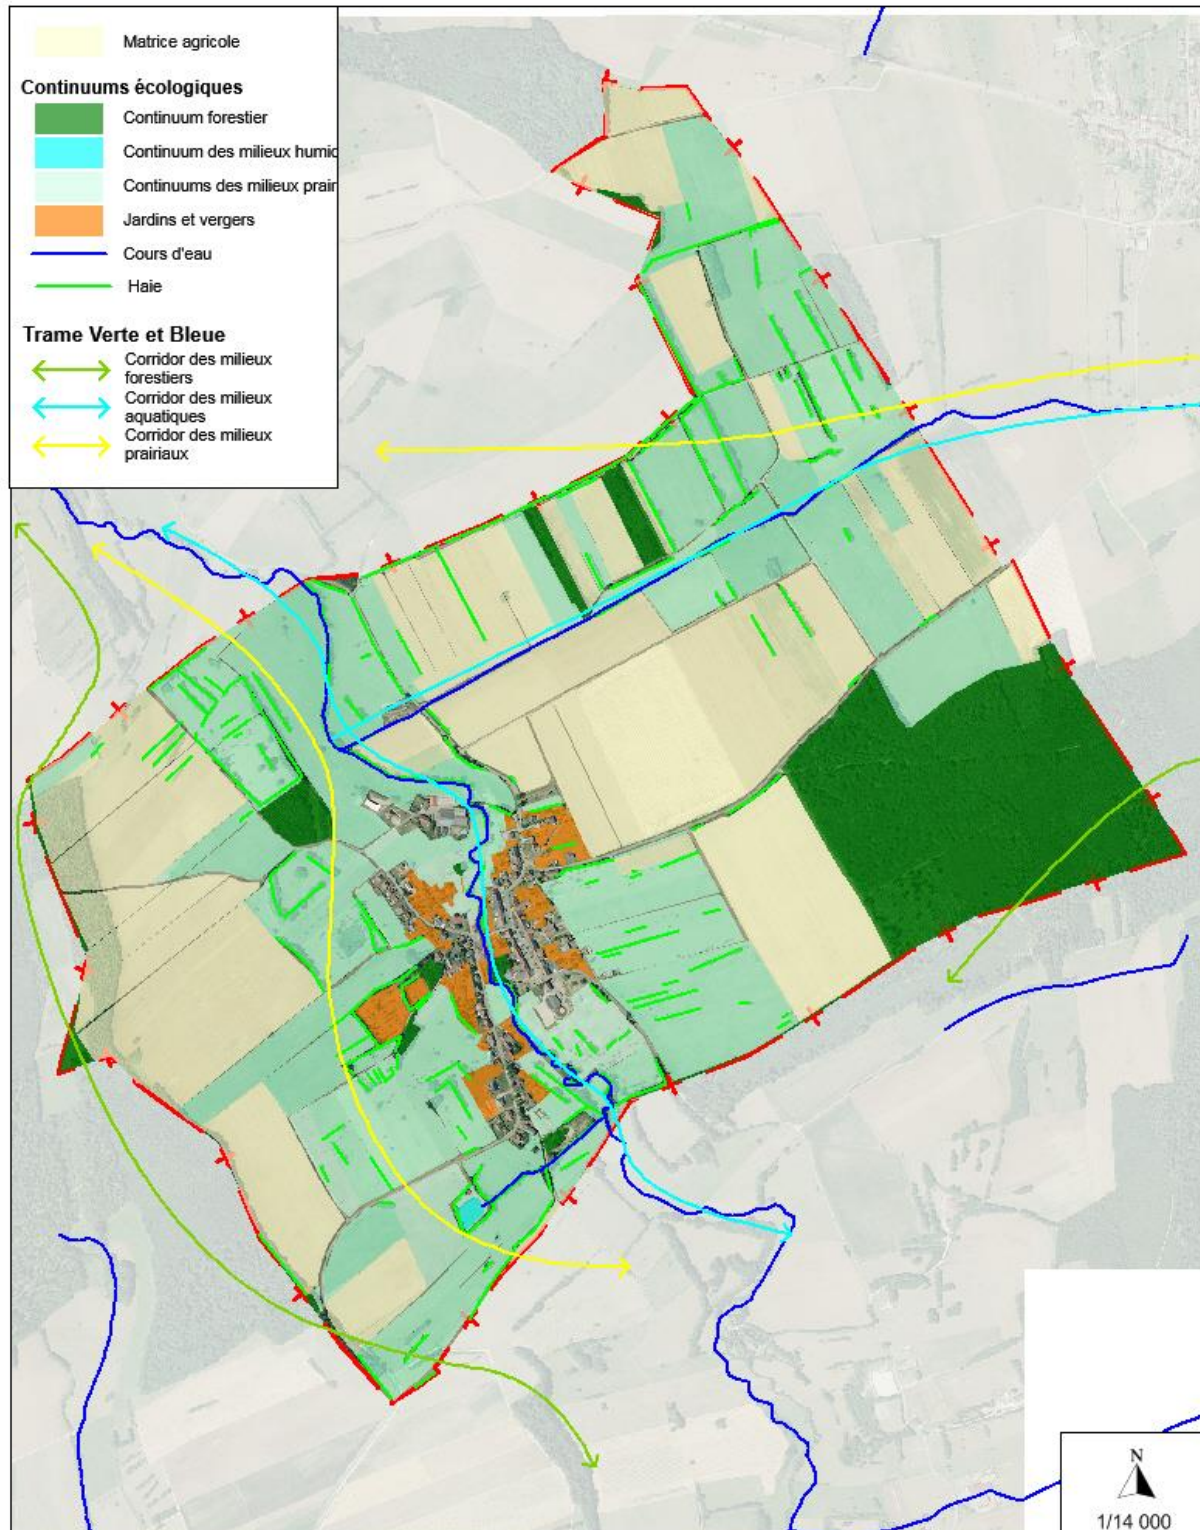 Matrice agricole
Continuums écologiques
Continuum forestier
Continuum des milieux humic
Continuums des milieux prair
Jardins et vergers
Cours d'eau
Haie
Trame Verte et Bleue
Corridor des milieux
forestiers
Corridor des milieux
aquatiques
Corridor des milieux
prairiaux
N
1/14 000